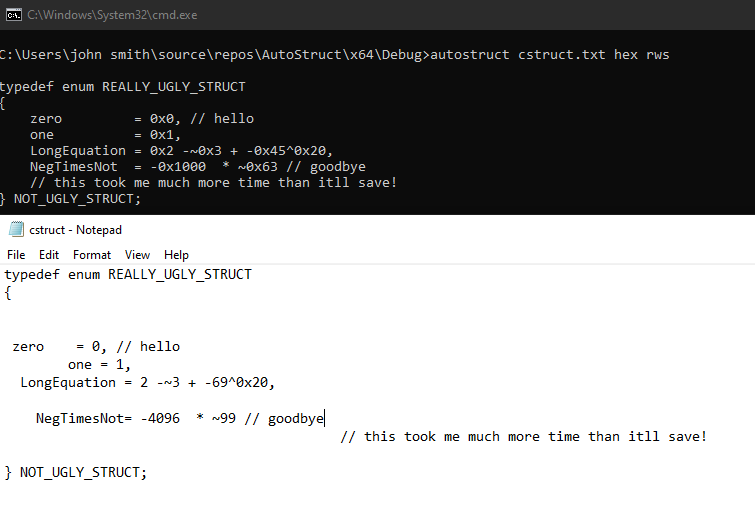 C:\Windows\System32\cmd.exe
C:\Users\john smith\source\repos\AutoStruct\x64\Debug>autostruct cstruct.txt hex rws
typedef enum REALLY_UGLY_STRUCT
{
    zero         = 0x0, // hello
    one          = 0x1,
    LongEquation = 0x2 -~0x3 + -0x45^0x20,
    NegTimesNot  = -0x1000  * ~0x63 // goodbye
    // this took me much more time than itll save!
} NOT_UGLY_STRUCT;
cstruct - Notepad
File Edit Format View Help
typedef enum REALLY_UGLY_STRUCT
{
 zero    = 0, // hello
        one = 1,
  LongEquation = 2 -~3 + -69^0x20,
    NegTimesNot= -4096  * ~99 // goodbye
                                          // this took me much more time than itll save!
} NOT_UGLY_STRUCT;